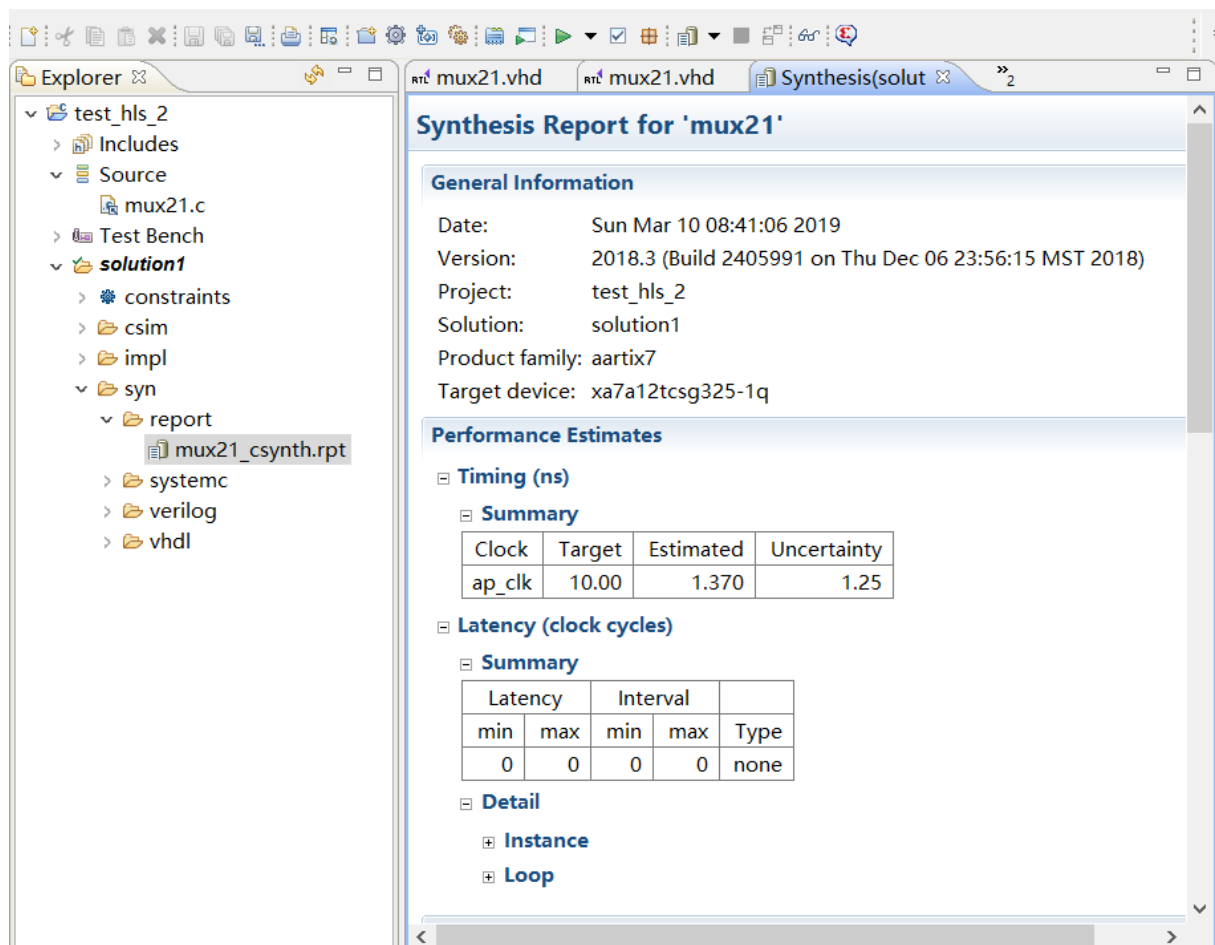 Explorer
test_hls_2
Includes
Source
mux21.c
Test Bench
solution1
constraints
csim
impl
syn
report
mux21_csynth.rpt
systemc
verilog
vhdl
RTL mux21.vhd RTL mux21.vhd Synthesis(solut »2
Synthesis Report for 'mux21'
General Information
Date: Sun Mar 10 08:41:06 2019
Version: 2018.3 (Build 2405991 on Thu Dec 06 23:56:15 MST 2018)
Project: test_hls_2
Solution: solution1
Product family: aartix7
Target device: xa7a12tcsg325-1q
Performance Estimates
Timing (ns)
Summary
Clock Target Estimated Uncertainty
ap_clk 10.00 1.370 1.25
Latency (clock cycles)
Summary
Latency Interval
min max min max Type
0 0 0 0 none
Detail
Instance
Loop